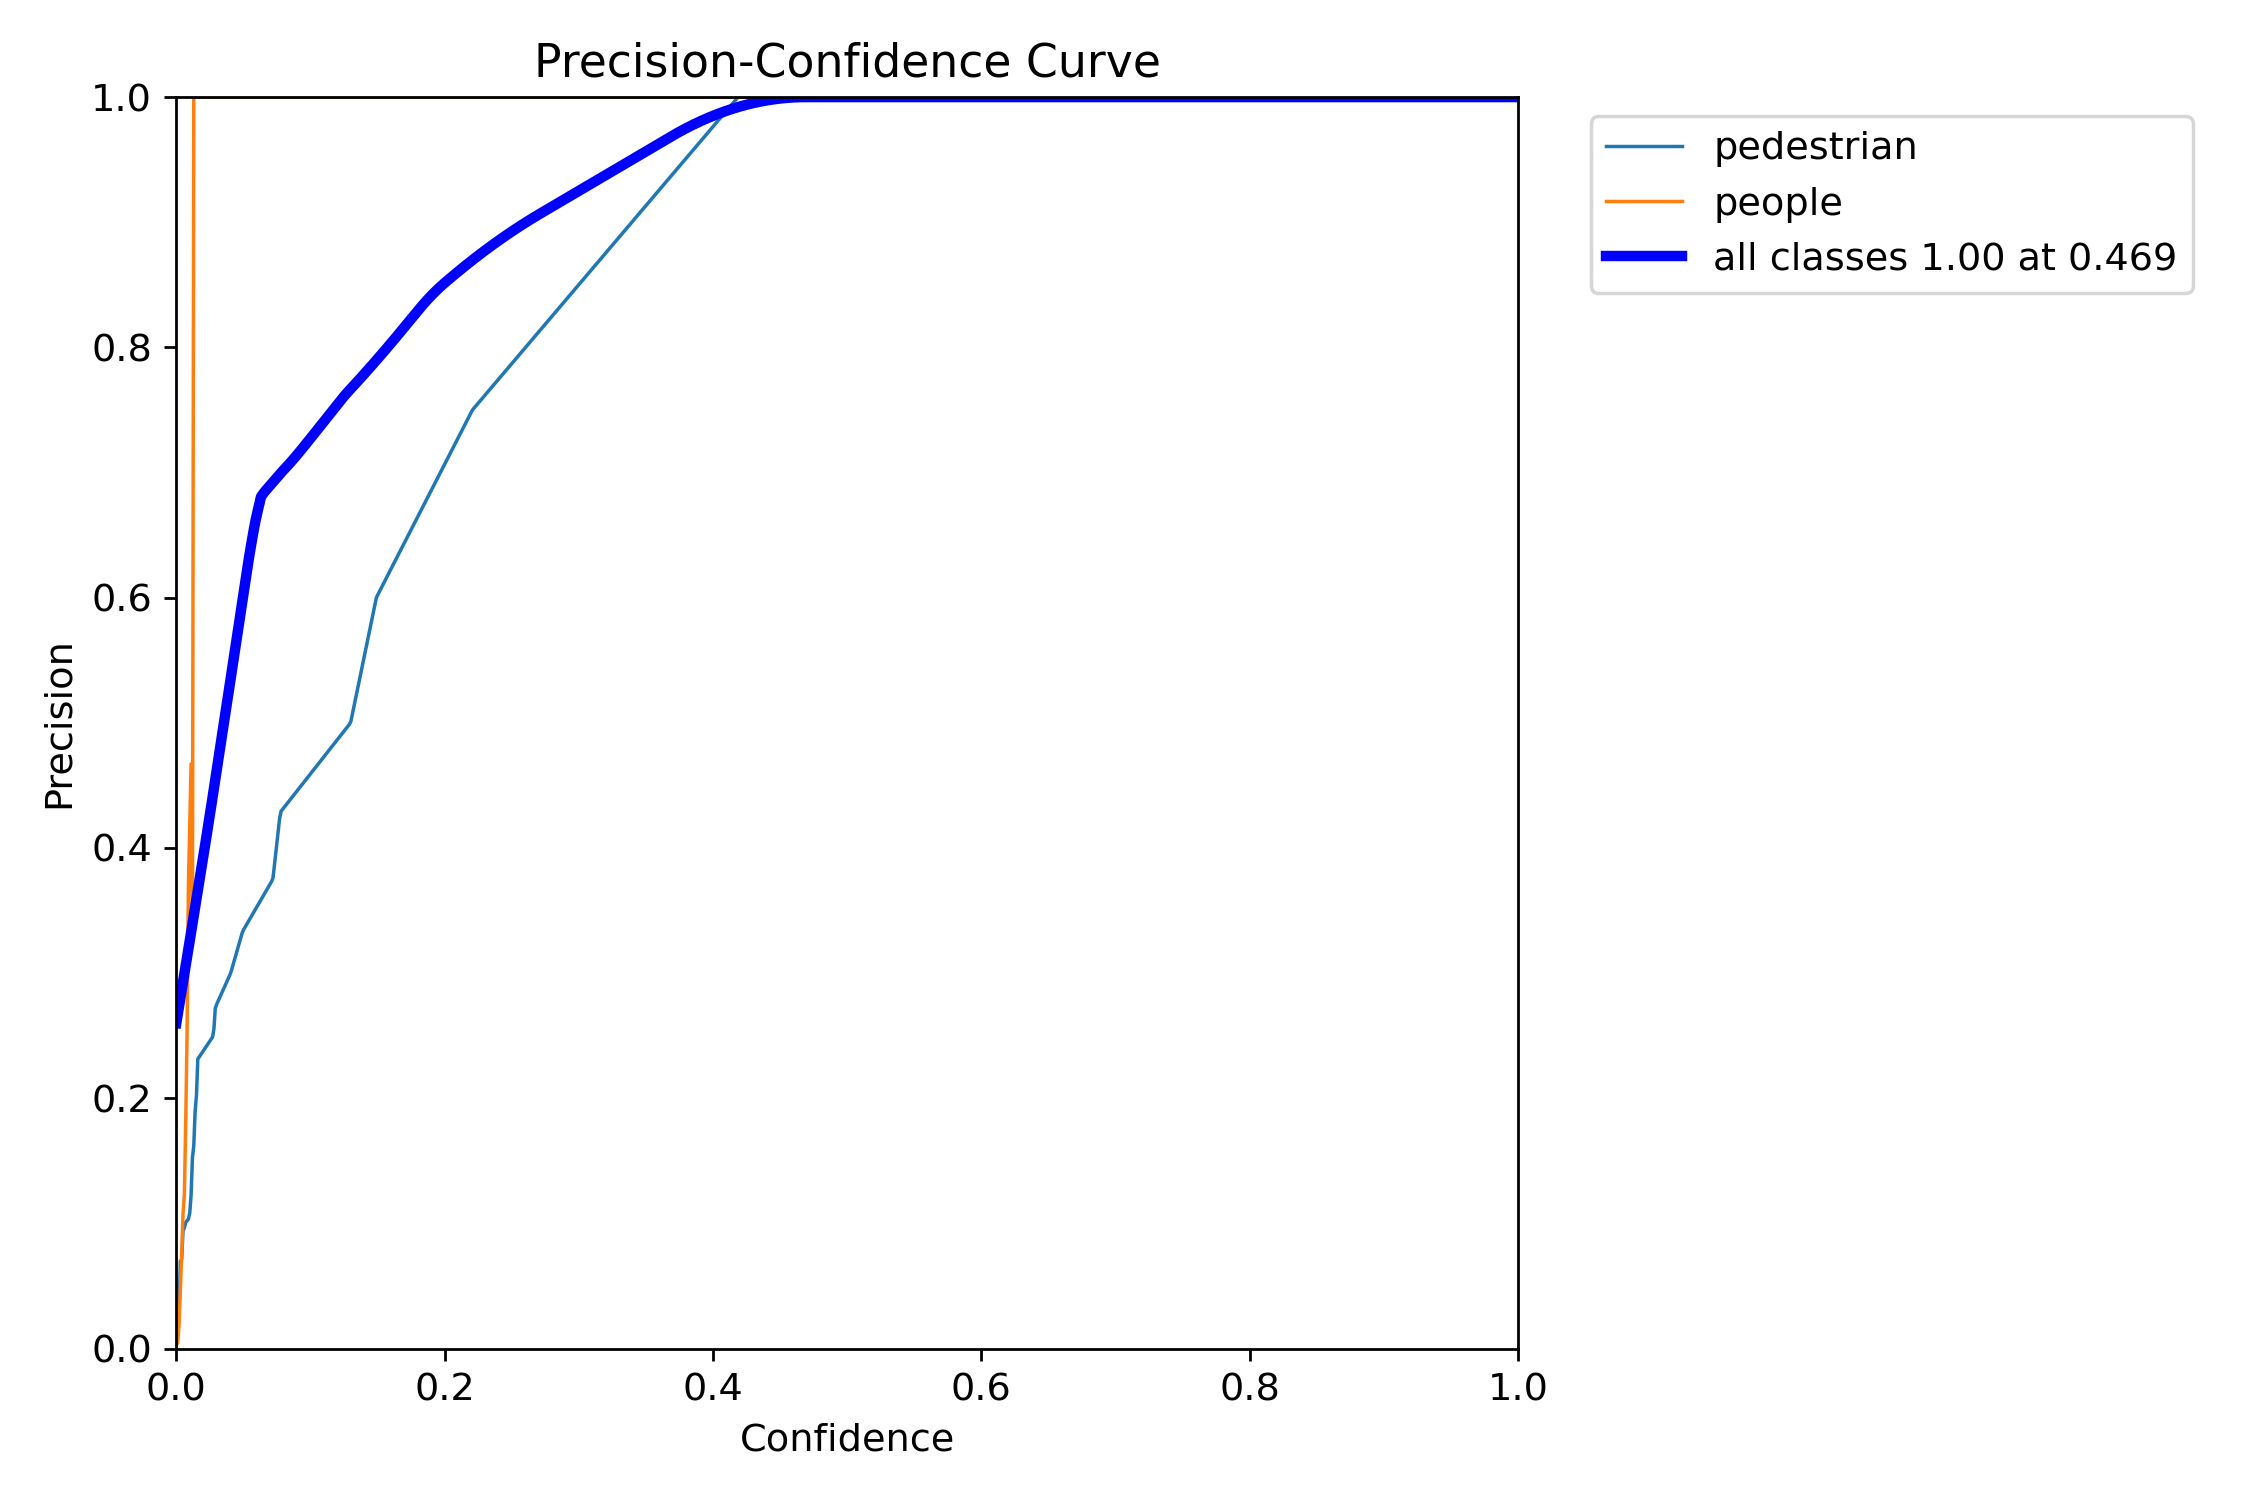 Precision-Confidence Curve
1.0
0.8
0.6
0.4
0.2
0.0
Precision
0.0 0.2 0.4 0.6 0.8 1.0
Confidence
pedestrian
people
all classes 1.00 at 0.469